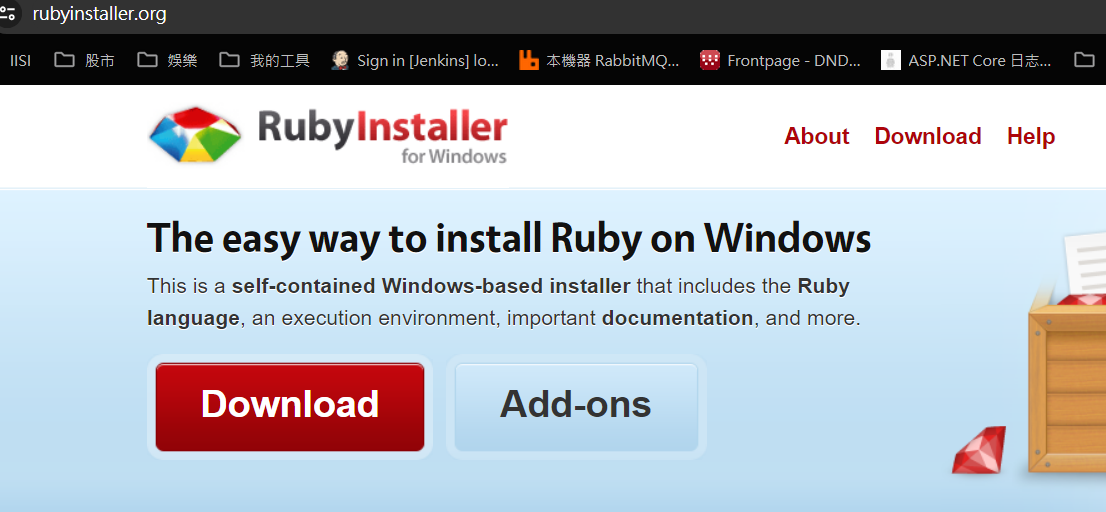 rubyinstaller.org
IISI 股市 娛樂 我的工具 Sign in [Jenkins] lo... 本機器 RabbitMQ... Frontpage - DND... ASP.NET Core 日志...
RubyInstaller
for Windows
About Download Help
The easy way to install Ruby on Windows
This is a self-contained Windows-based installer that includes the Ruby
language, an execution environment, important documentation, and more.
Download Add-ons